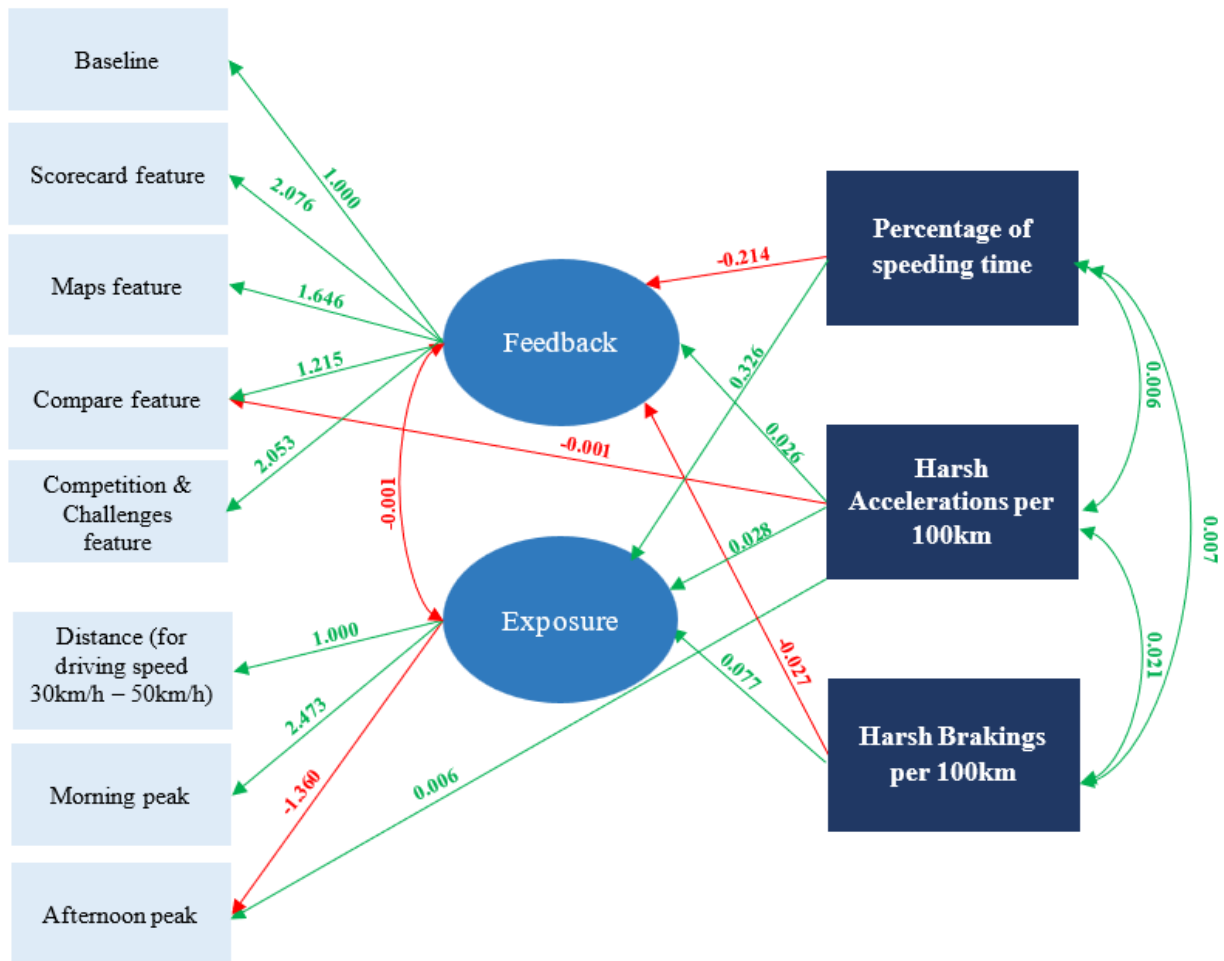 Baseline
Scorecard feature
Maps feature
Compare feature
Competition &
Challenges
feature
Distance (for
driving speed
30km/h – 50km/h)
Morning peak
Afternoon peak
1.000
2.076
1.646
1.215
2.053
-0.001
1.000
2.473
-1.360
Feedback
Exposure
-0.214
0.326
0.026
-0.001
0.028
0.077
-0.027
0.006
Percentage of
speeding time
Harsh
Accelerations per
100km
Harsh Brakings
per 100km
0.006
0.007
0.021